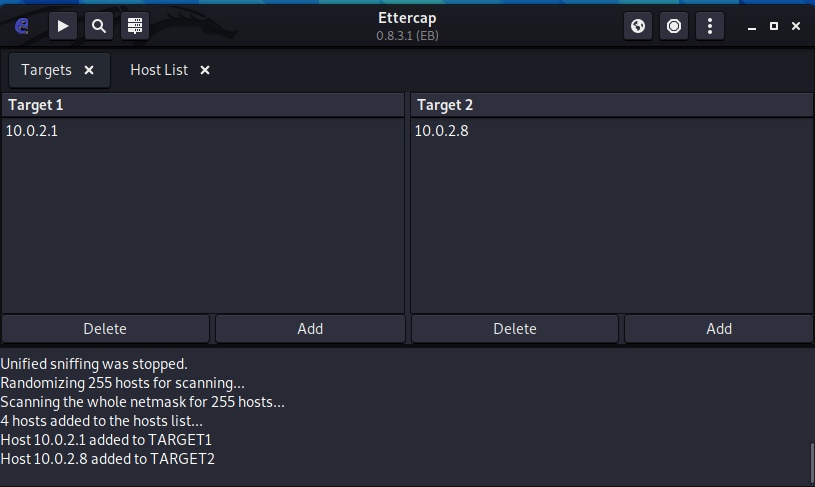 Ettercap
0.8.3.1 (EB)
Targets
Host List
Target 1
Target 2
10.0.2.1
10.0.2.8
Delete
Add
Delete
Add
Unified sniffing was stopped.
Randomizing 255 hosts for scanning...
Scanning the whole netmask for 255 hosts...
4 hosts added to the hosts list...
Host 10.0.2.1 added to TARGET1
Host 10.0.2.8 added to TARGET2